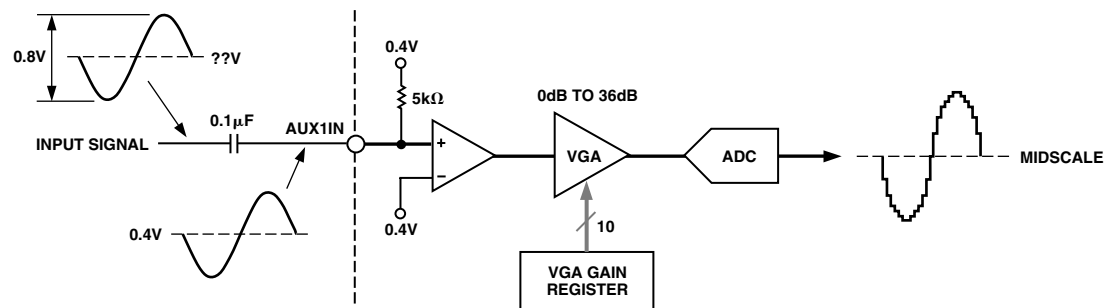 0.8V
??V
0.4V
5kΩ
0dB TO 36dB
0.1µF
AUX1IN
INPUT SIGNAL
+
VGA
ADC
MIDSCALE
–
0.4V
0.4V
10
VGA GAIN
REGISTER